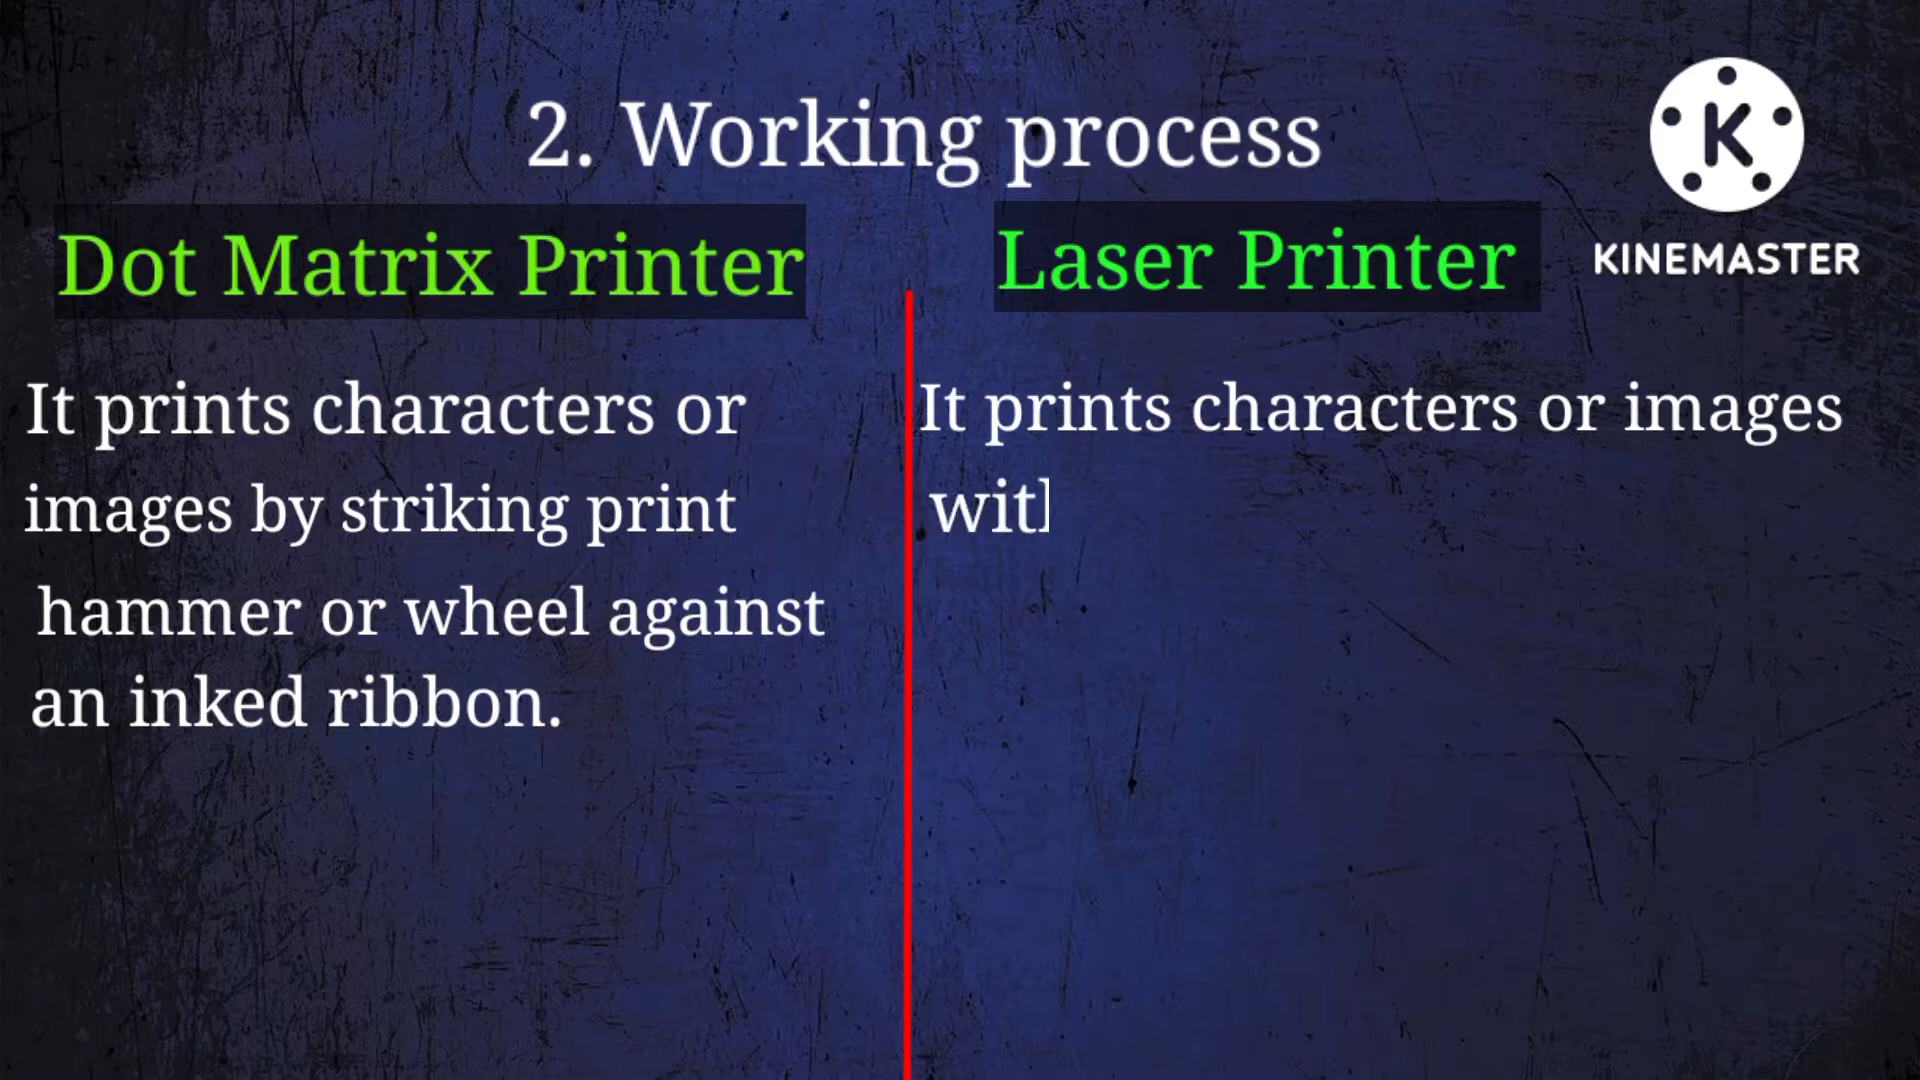 2. Working process
Dot Matrix Printer
It prints characters or
images by striking print
hammer or wheel against
an inked ribbon.
Laser Printer
It prints characters or images
K
KINEMASTER